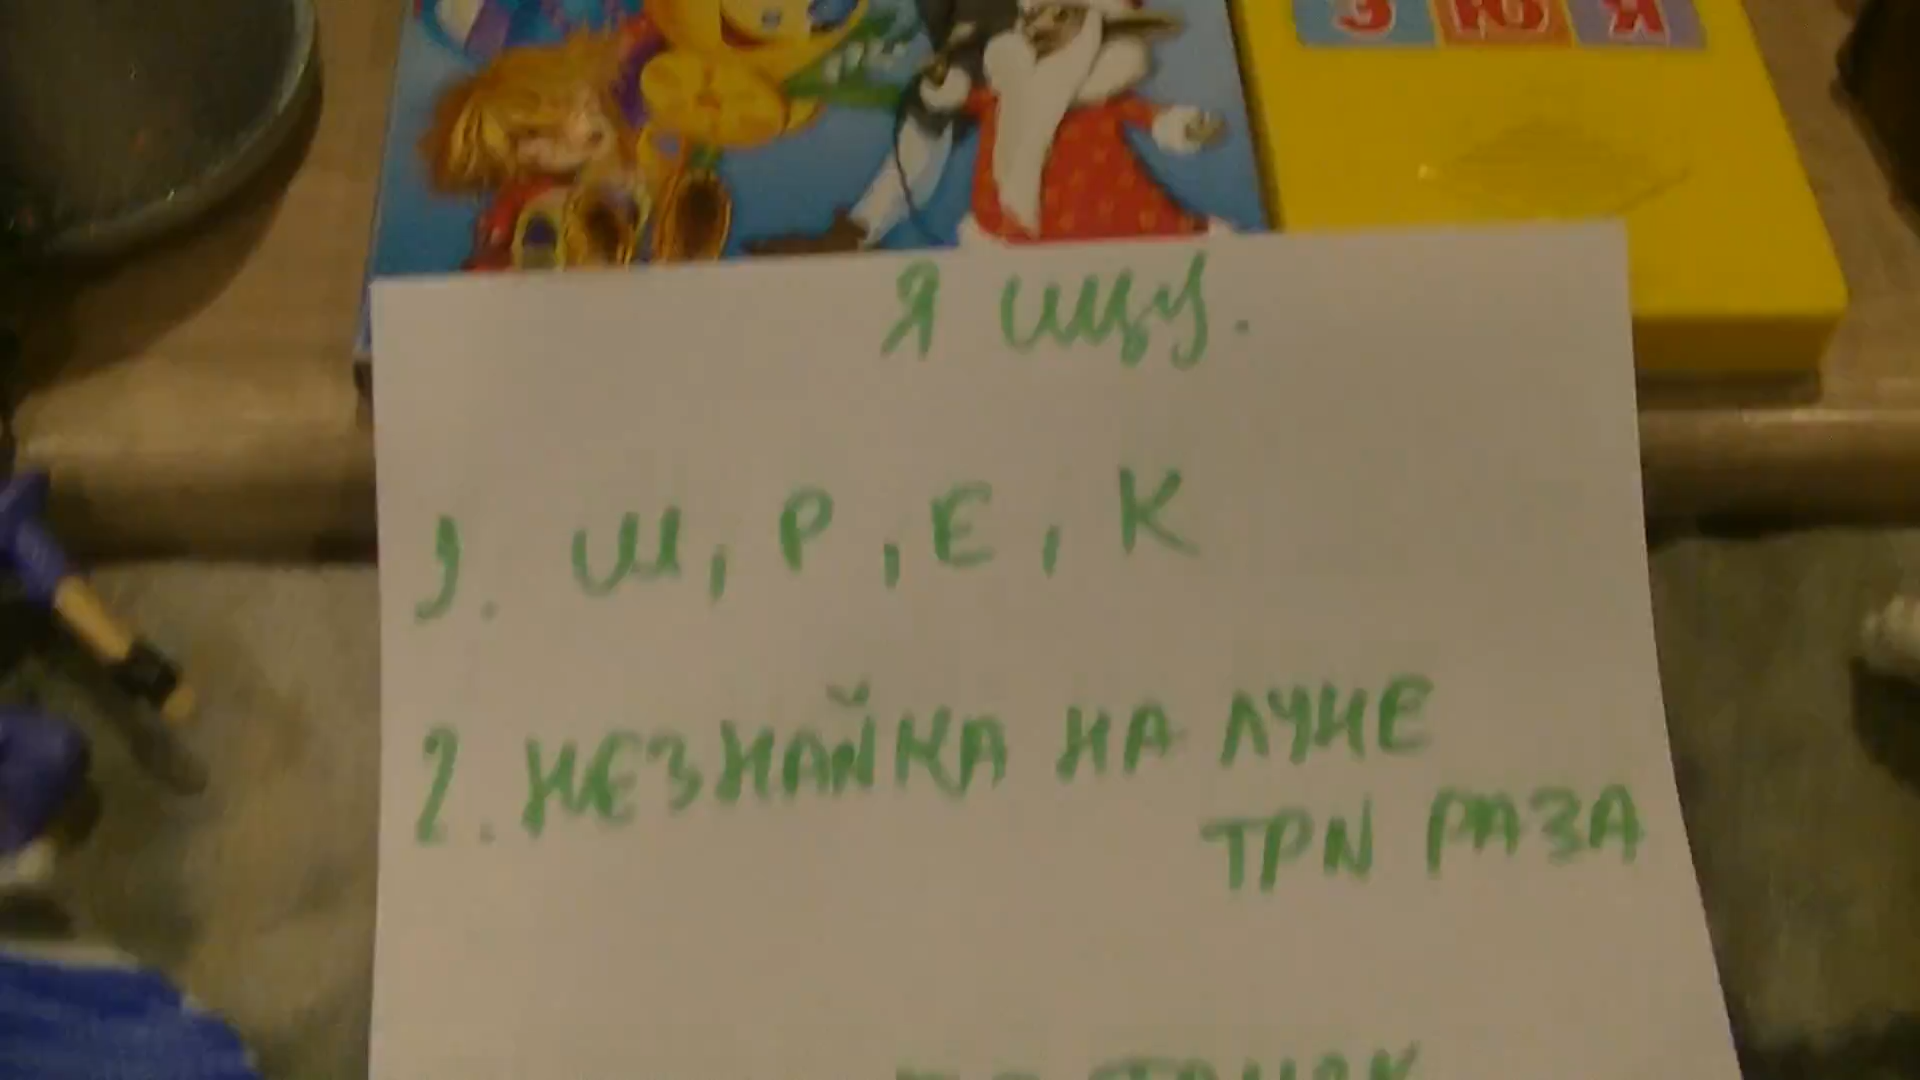 З Ю Я
Я ищу.
1. Ш, Р, Е, К
2. НЕЗНАЙКА НА ЛУНЕ
ТРИ РАЗА